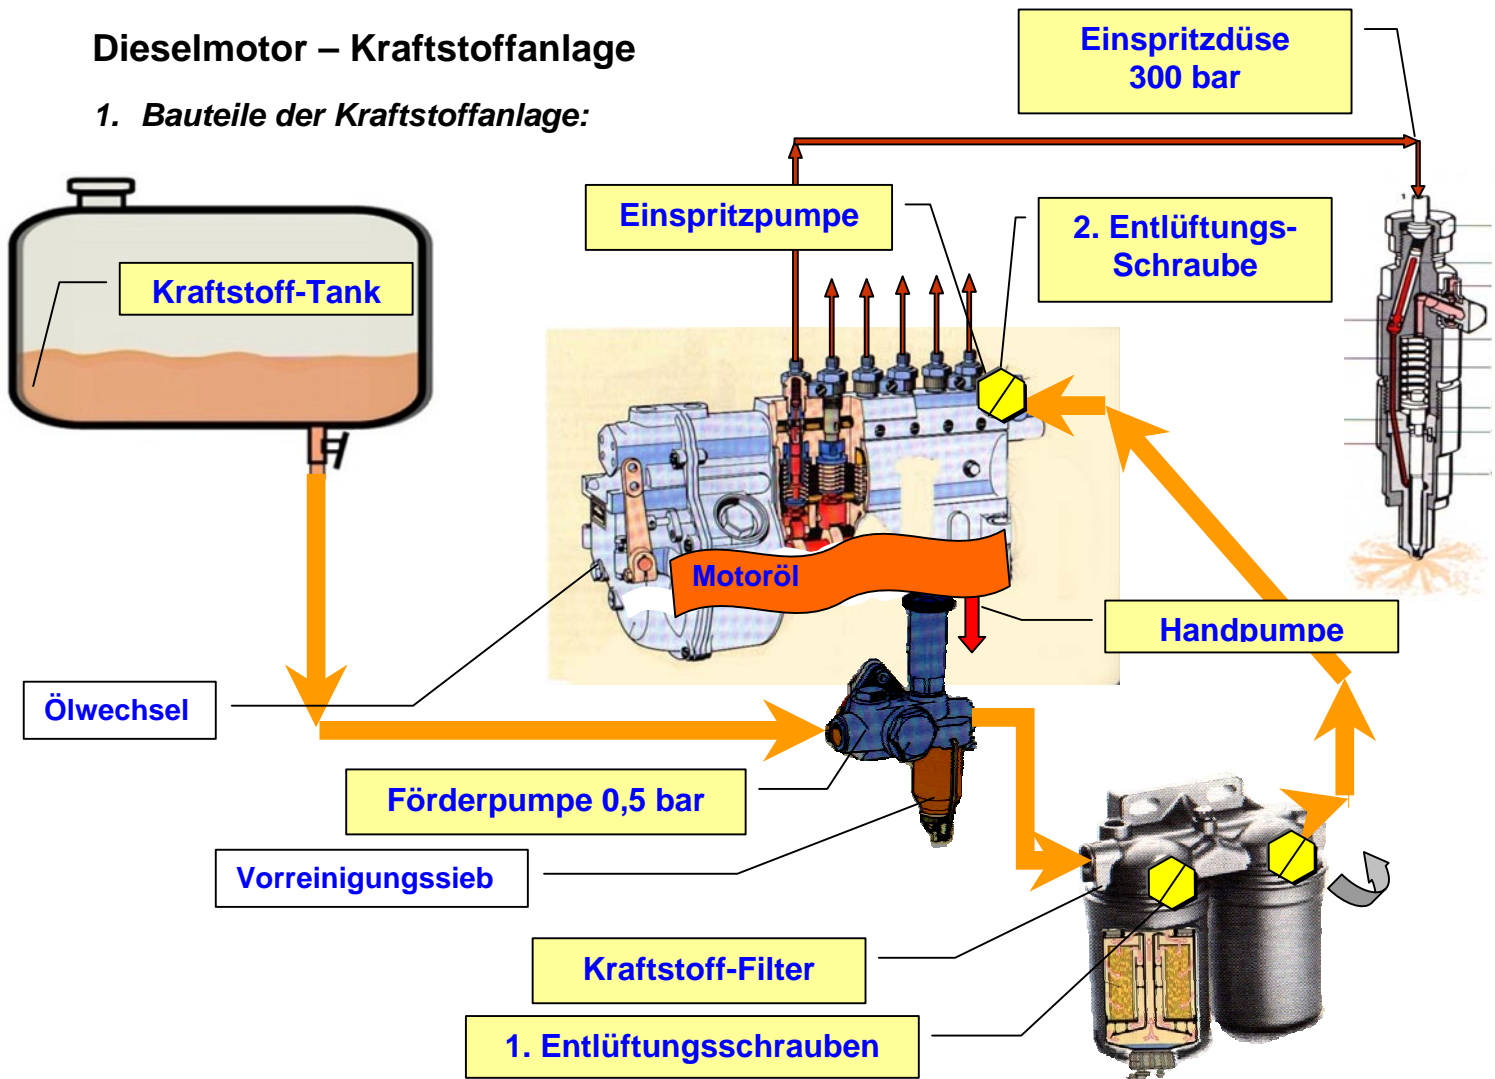 Dieselmotor – Kraftstoffanlage
1. Bauteile der Kraftstoffanlage:
Einspritzdüse
300 bar
Einspritzpumpe
2. Entlüftungs-
Schraube
Kraftstoff-Tank
Motoröl
Handpumpe
Ölwechsel
Förderpumpe 0,5 bar
Vorreinigungssieb
Kraftstoff-Filter
1. Entlüftungsschrauben